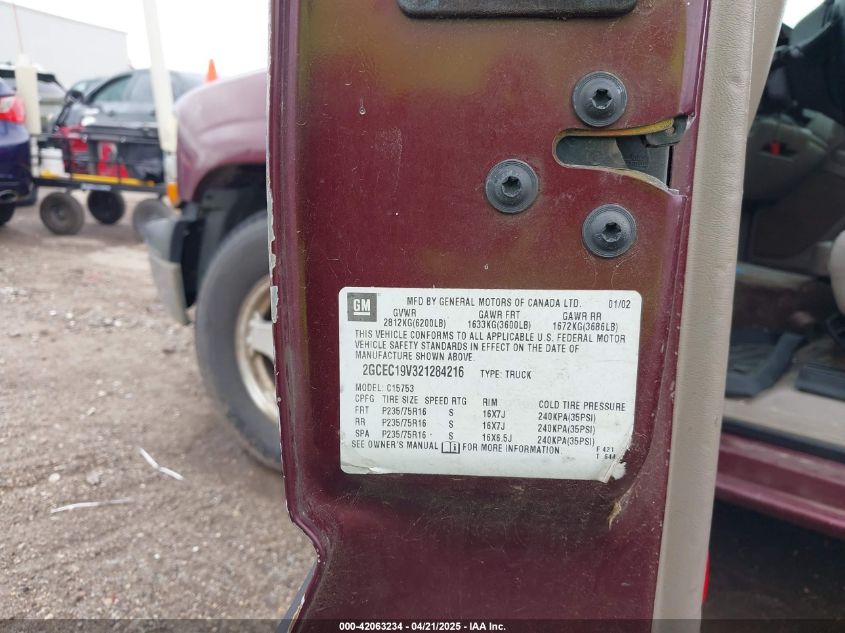 GM MFD BY GENERAL MOTORS OF CANADA LTD. 01/02
GVWR GAWR FRT GAWR RR
2812KG(6200LB) 1633KG(3600LB) 1672KG(3686LB)
THIS VEHICLE CONFORMS TO ALL APPLICABLE U.S. FEDERAL MOTOR
VEHICLE SAFETY STANDARDS IN EFFECT ON THE DATE OF
MANUFACTURE SHOWN ABOVE.
2GCEC19V321284216 TYPE: TRUCK
MODEL: C15753
CPFG TIRE SIZE SPEED RTG RIM COLD TIRE PRESSURE
FRT P235/75R16 S 16X7J 240KPA(35PSI)
RR P235/75R16 S 16X7J 240KPA(35PSI)
SPA P235/75R16 S 16X6.5J 240KPA(35PSI)
SEE OWNER'S MANUAL FOR MORE INFORMATION.
F 421
T 644
000-42063234 - 04/21/2025 - IAA Inc.